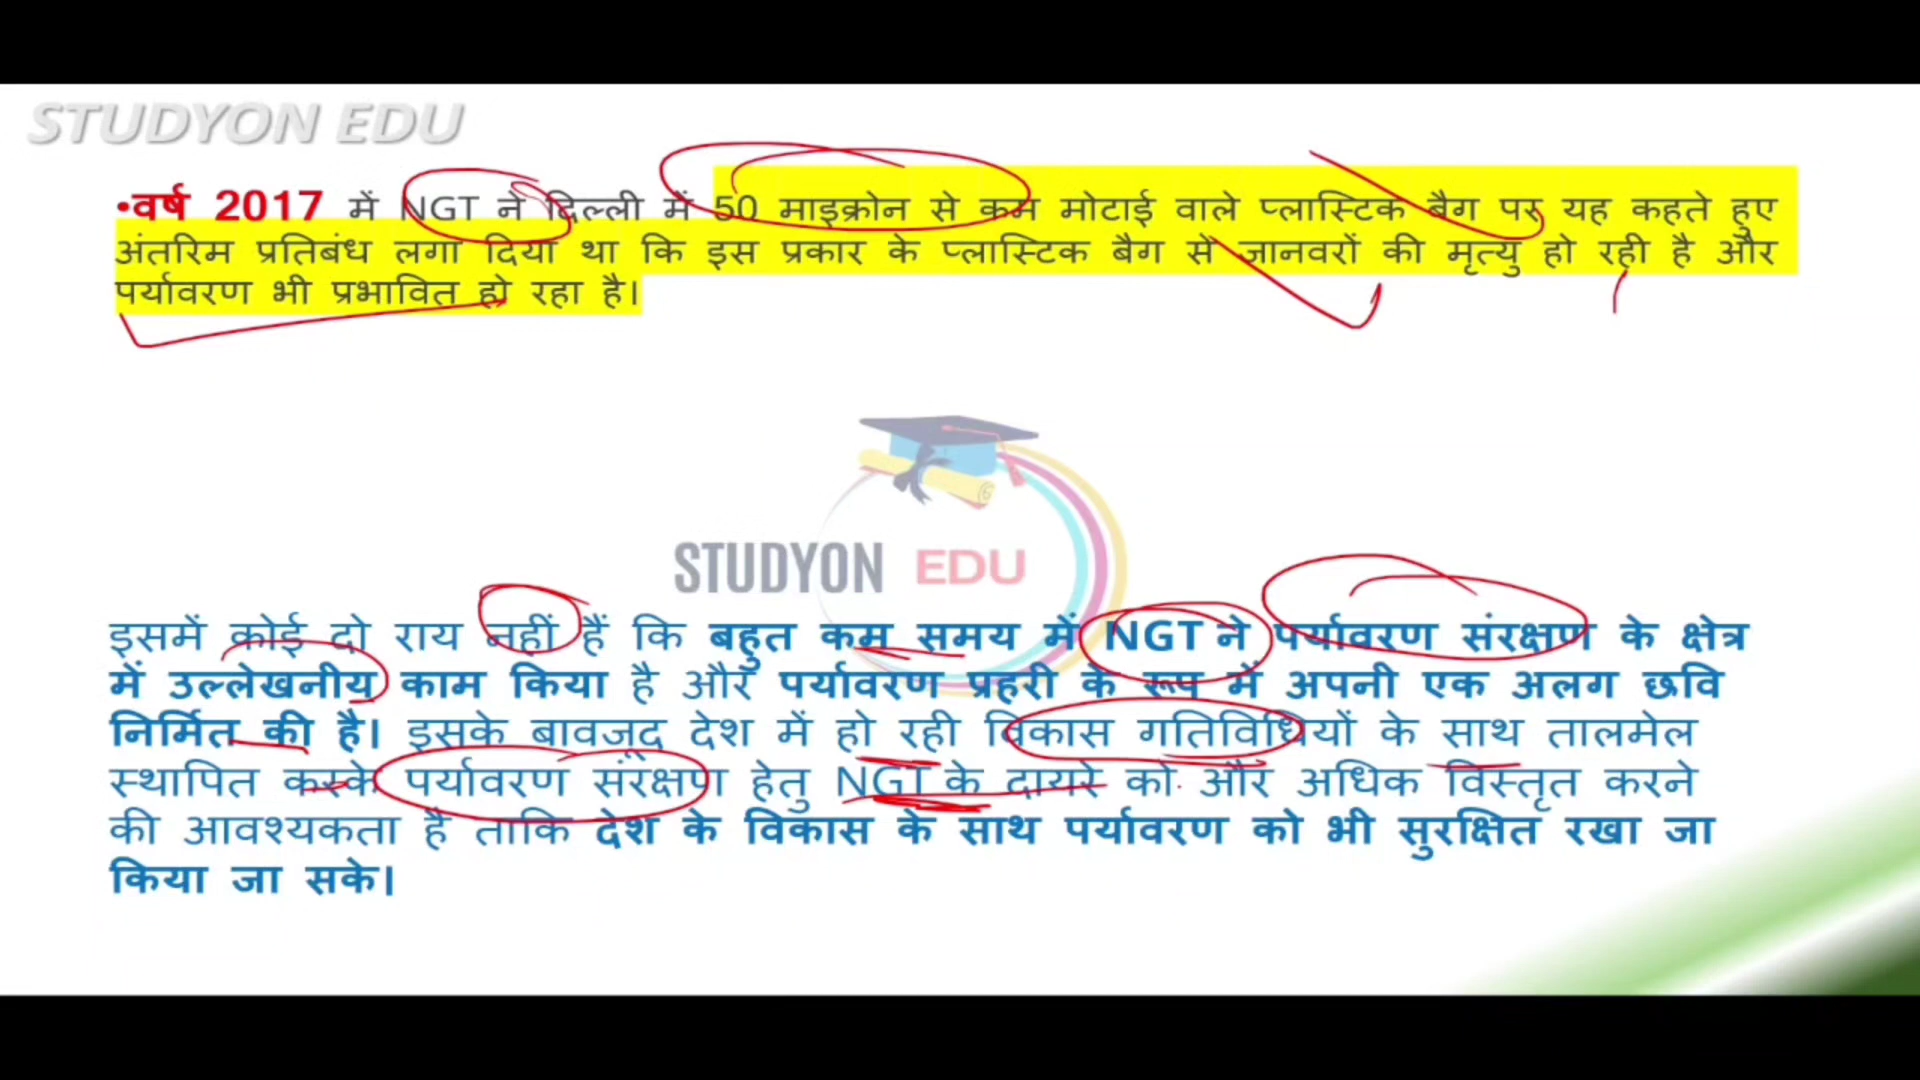 STUDYON EDU
•वर्ष 2017 में NGT ने दिल्ली में 50 माइक्रोन से कम मोटाई वाले प्लास्टिक बैग पर यह कहते हुए
अंतरिम प्रतिबंध लगा दिया था कि इस प्रकार के प्लास्टिक बैग से जानवरों की मृत्यु हो रही है और
पर्यावरण भी प्रभावित हो रहा है।
STUDYON EDU
इसमें कोई दो राय नहीं हैं कि बहुत कम समय में NGT ने पर्यावरण संरक्षण के क्षेत्र
में उल्लेखनीय काम किया है और पर्यावरण प्रहरी के रूप में अपनी एक अलग छवि
निर्मित की है। इसके बावजूद देश में हो रही विकास गतिविधियों के साथ तालमेल
स्थापित करके पर्यावरण संरक्षण हेतु NGT के दायरे को और अधिक विस्तृत करने
की आवश्यकता है ताकि देश के विकास के साथ पर्यावरण को भी सुरक्षित रखा जा
किया जा सके।